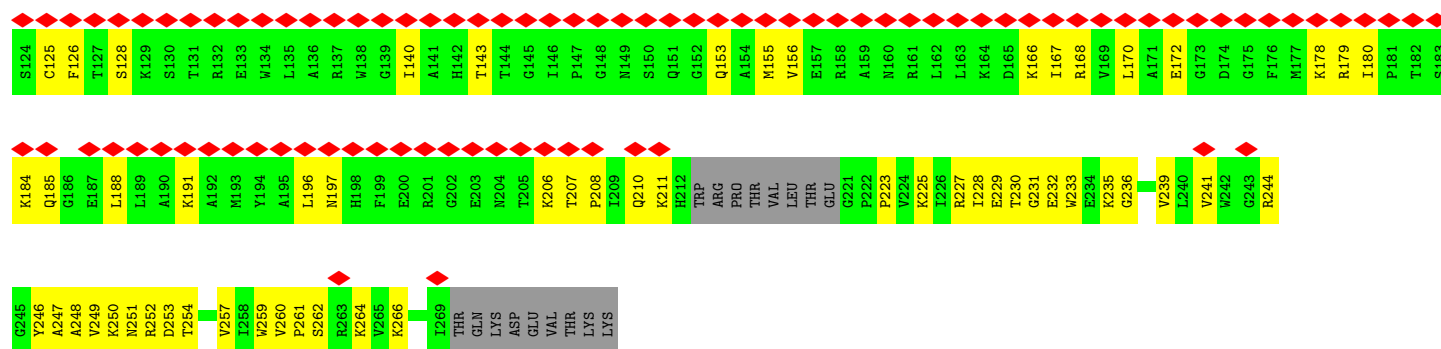 S124 C125 F126 T127 S128 K129 S130 T131 R132 E133 W134 L135 A136 R137 W138 G139 I140 A141 H142 T143 T144 G145 I146 P147 G148 N149 S150 Q151 G152 Q153 A154 M155 V156 E157 R158 A159 N160 R161 L162 L163 K164 D165 K166 I167 R168 V169 L170 A171 E172 G173 D174 G175 F176 M177 K178 R179 I180 P181 T182 S183
K184 Q185 G186 E187 L188 L189 A190 K191 A192 M193 Y194 A195 L196 N197 H198 F199 E200 R201 G202 E203 N204 T205 K206 T207 P208 I209 Q210 K211 H212 TRP ARG PRO THR VAL LEU THR GLU G221 P222 P223 V224 K225 I226 R227 I228 E229 T230 G231 E232 W233 E234 K235 G236 V239 L240 V241 W242 G243 R244
G245 Y246 A247 A248 V249 K250 N251 R252 D253 T254 V257 I258 W259 V260 P261 S262 R263 K264 V265 K266 I269 THR GLN LYS ASP GLU VAL THR LYS LYS